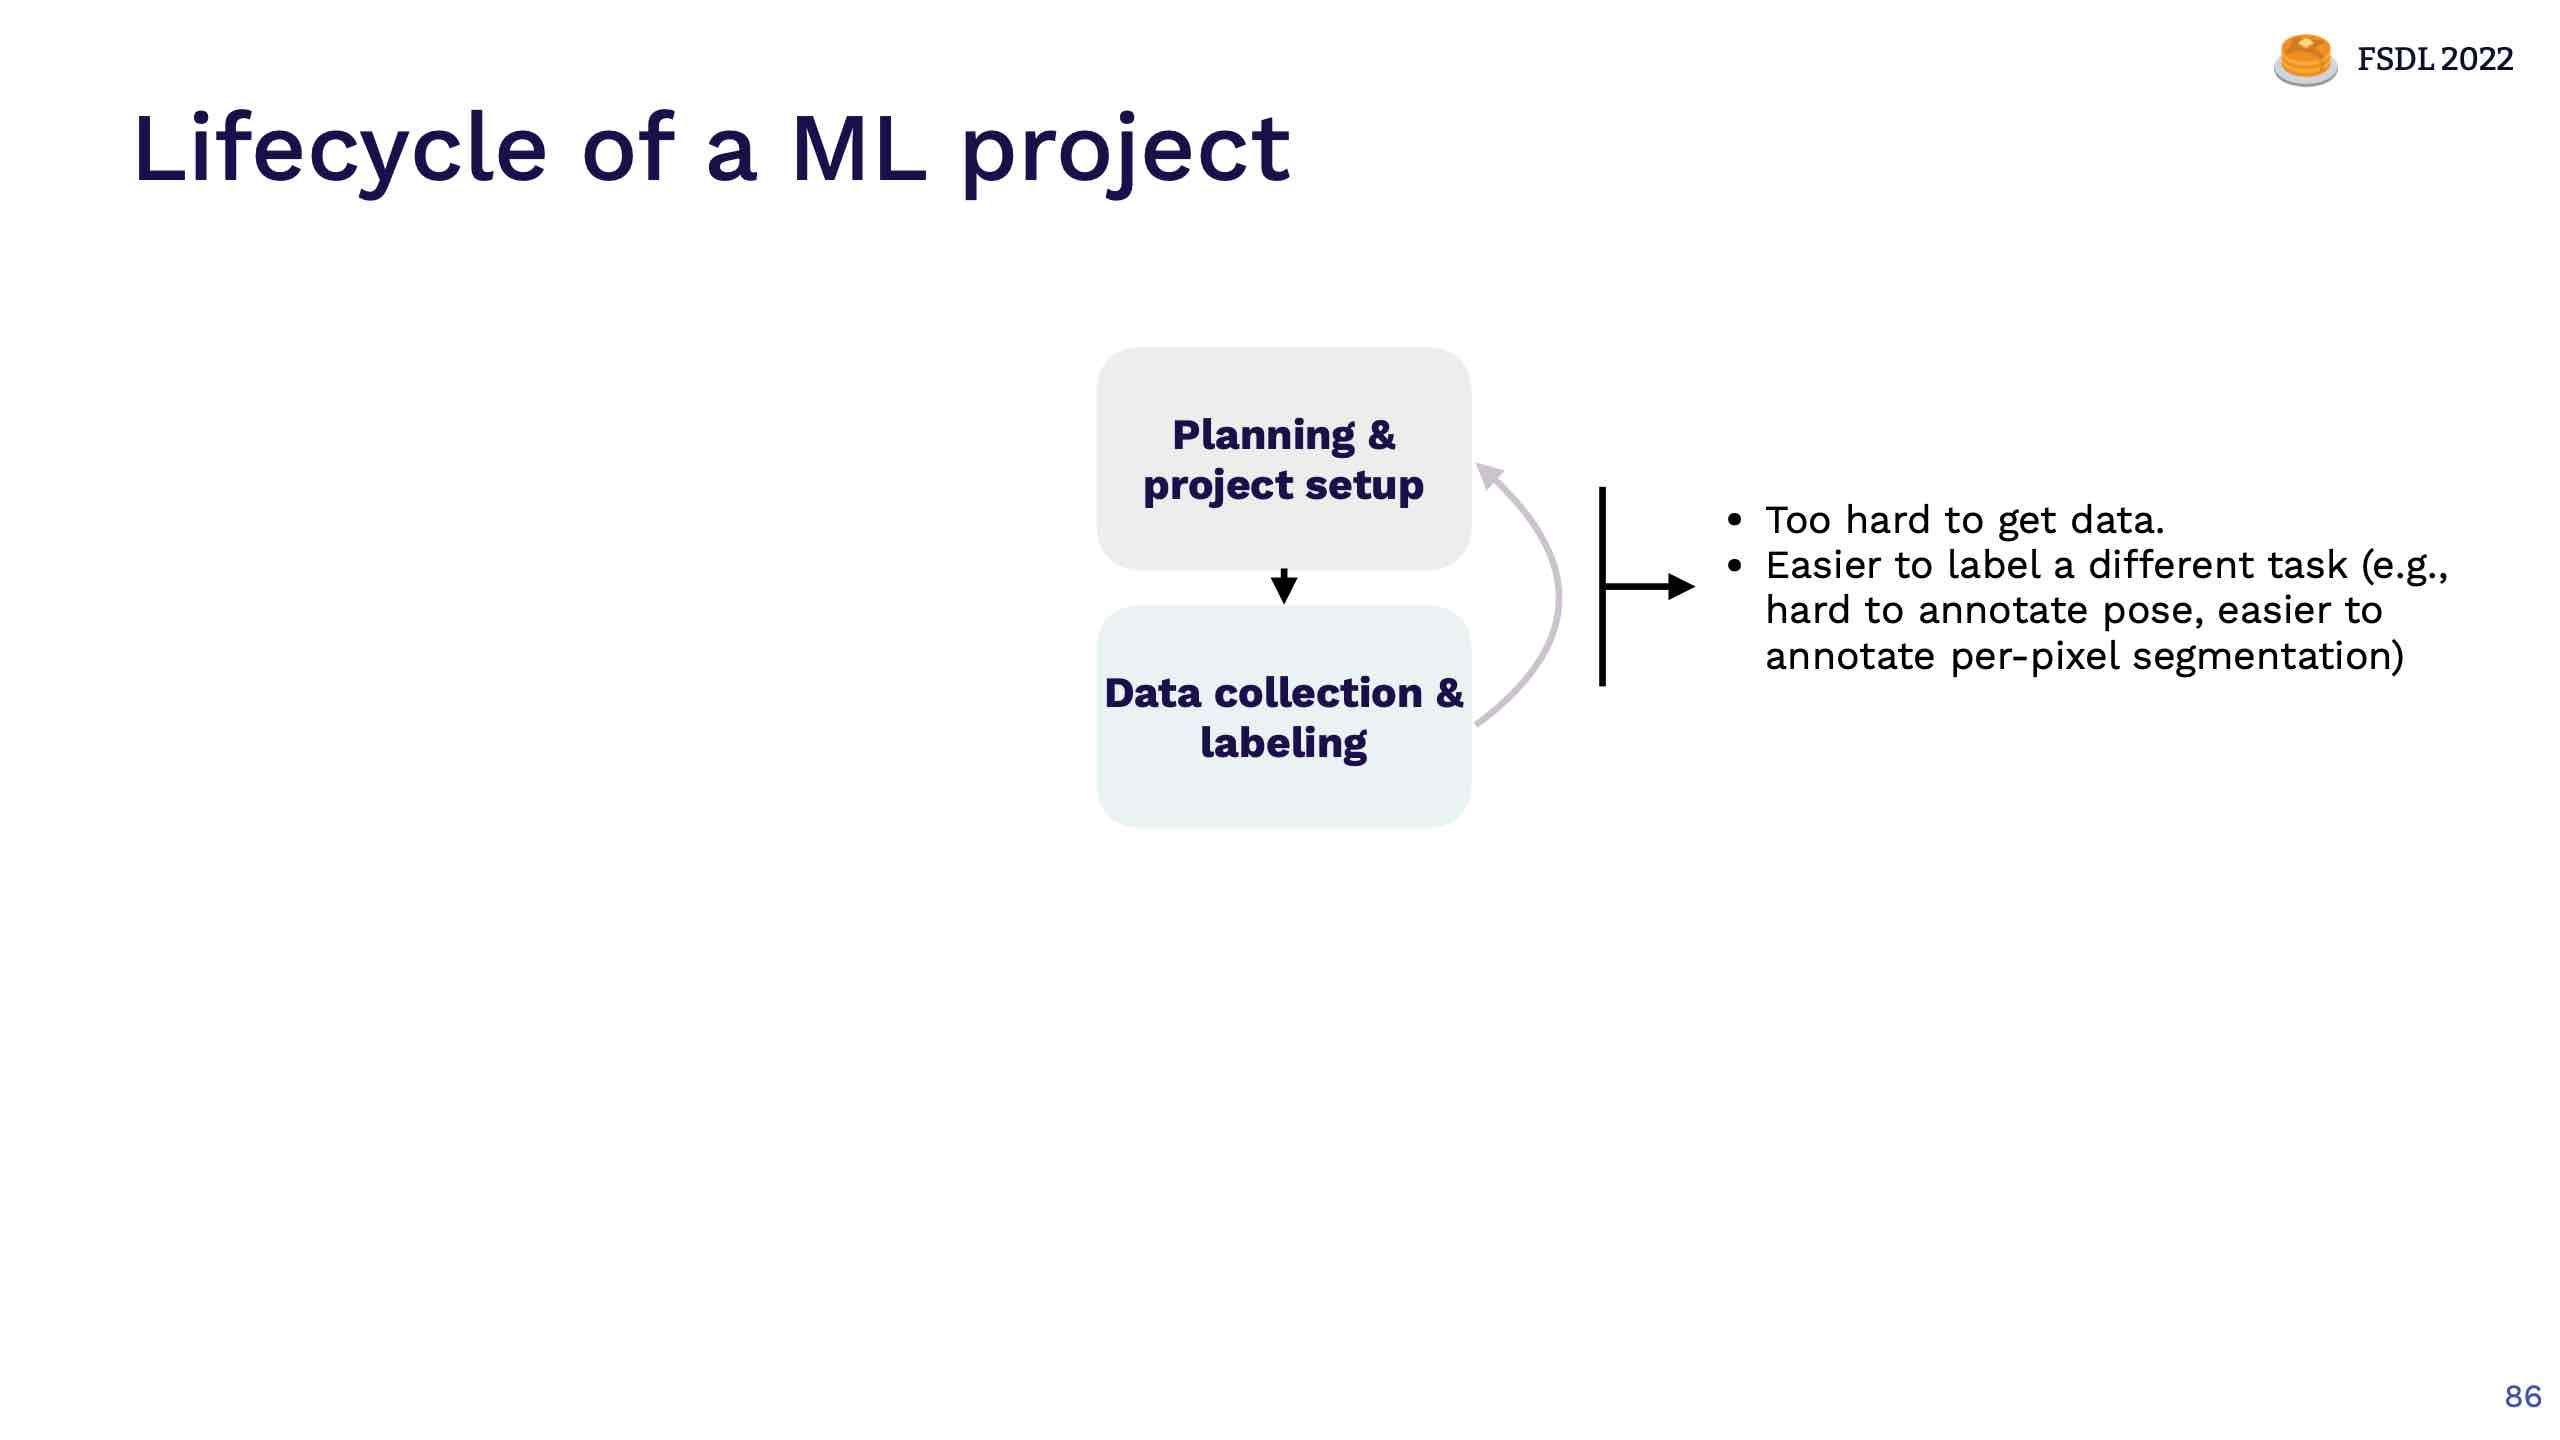 FSDL 2022
Lifecycle of a ML project
Planning &
project setup
Data collection &
labeling
• Too hard to get data.
• Easier to label a different task (e.g.,
hard to annotate pose, easier to
annotate per-pixel segmentation)
86